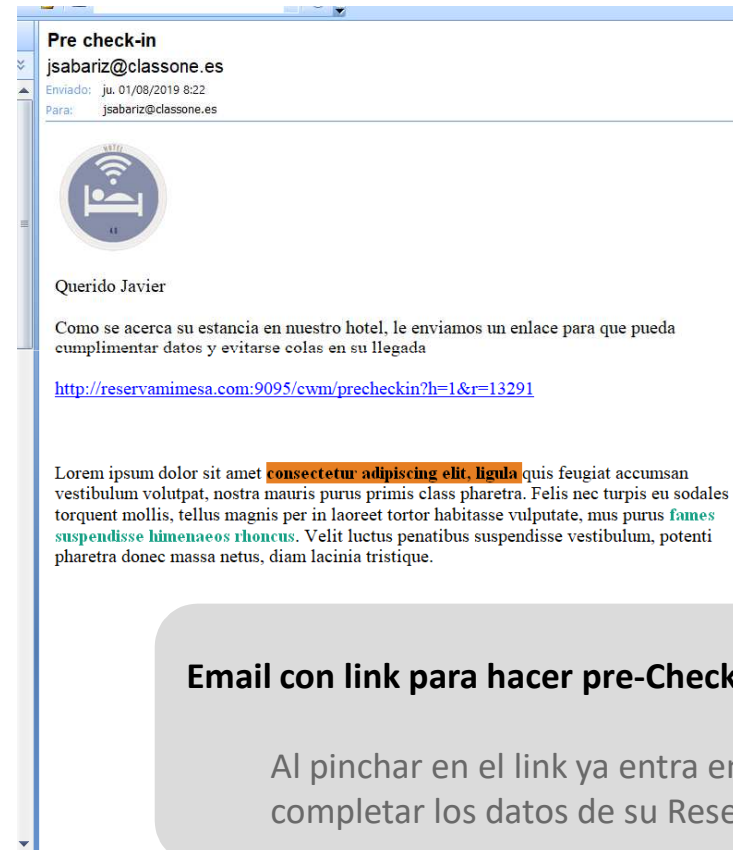 Pre check-in
jsabariz@classone.es
Enviado: ju. 01/08/2019 8:22
Para: jsabariz@classone.es
HOTEL
Querido Javier
Como se acerca su estancia en nuestro hotel, le enviamos un enlace para que pueda
cumplimentar datos y evitarse colas en su llegada
http://reservamimesa.com:9095/cwm/precheckin?h=1&r=13291
Lorem ipsum dolor sit amet consectetur adipiscing elit, ligula quis feugiat accumsan
vestibulum volutpat, nostra mauris purus primis class pharetra. Felis nec turpis eu sodales
torquent mollis, tellus magnis per in laoreet tortor habitasse vulputate, mus purus fames
suspendisse himenaeos rhoncus. Velit luctus penatibus suspendisse vestibulum, potenti
pharetra donec massa netus, diam lacinia tristique.
Email con link para hacer pre-Check
Al pinchar en el link ya entra en
completar los datos de su Rese